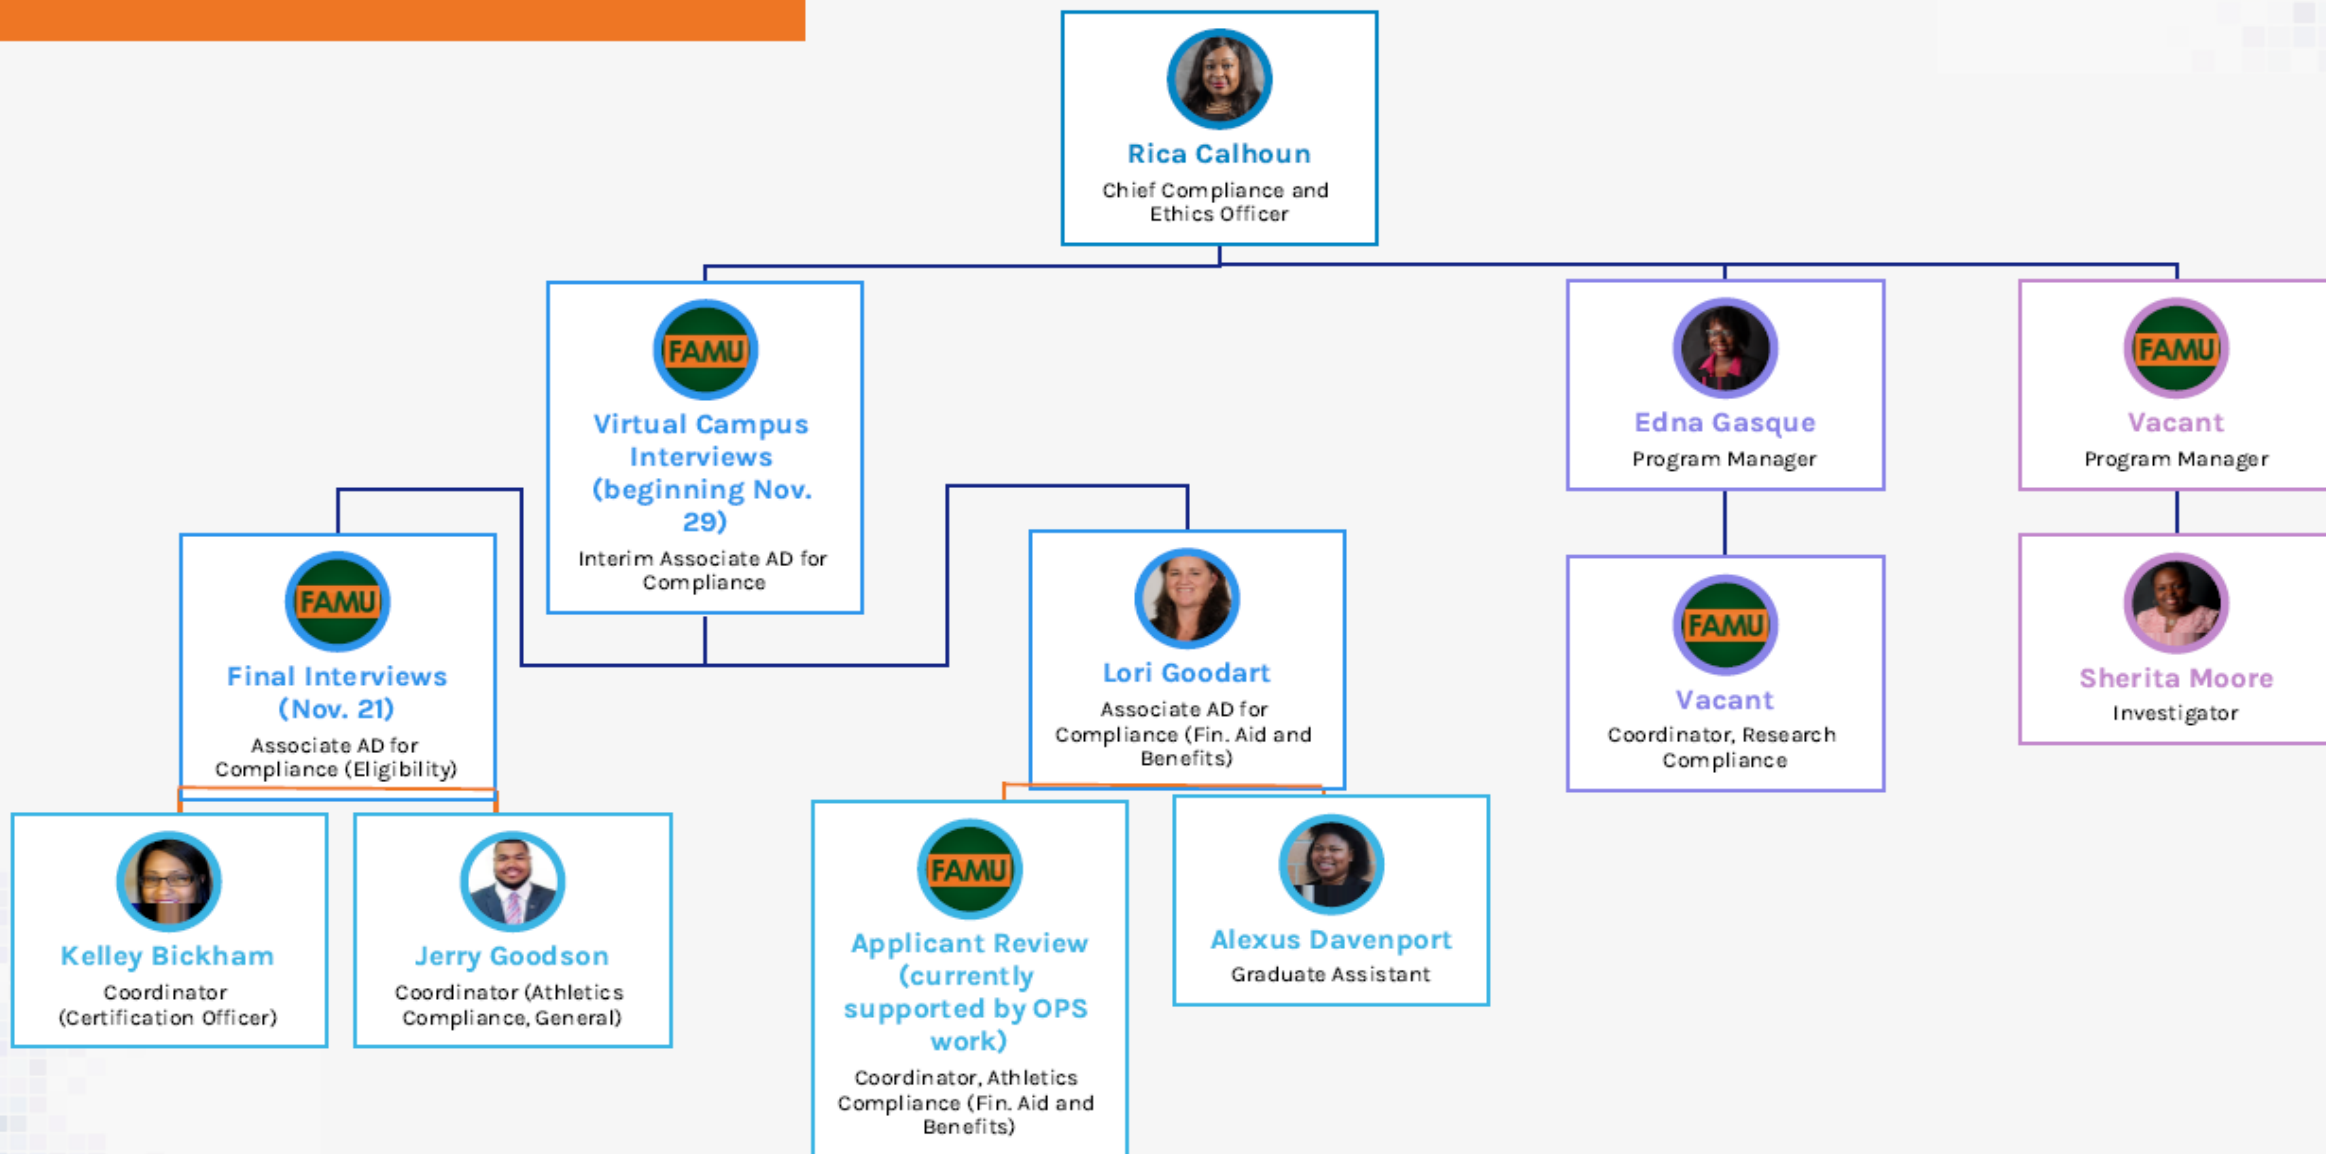 Rica Calhoun
Chief Compliance and
Ethics Officer
FAMU
Virtual Campus
Interviews
(beginning Nov.
29)
Interim Associate AD for
Compliance
Edna Gasque
Program Manager
FAMU
Vacant
Program Manager
FAMU
Final Interviews
(Nov. 21)
Associate AD for
Compliance (Eligibility)
Lori Goodart
Associate AD for
Compliance (Fin. Aid and
Benefits)
FAMU
Vacant
Coordinator, Research
Compliance
Sherita Moore
Investigator
Kelley Bickham
Coordinator
(Certification Officer)
Jerry Goodson
Coordinator (Athletics
Compliance, General)
FAMU
Applicant Review
(currently
supported by OPS
work)
Coordinator, Athletics
Compliance (Fin. Aid and
Benefits)
Alexus Davenport
Graduate Assistant